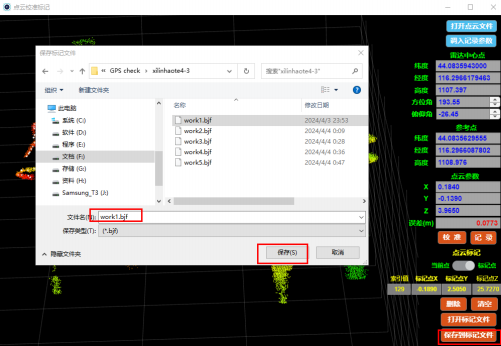 点云校准标记
打开点云文件
调入记录参数
雷达中心点
纬度 44.0835943000
经度 116.2966179463
高度 1107.397
方位角 193.55
俯仰角 -26.45
参考点
纬度 44.0835629555
经度 116.2966087802
高度 1108.976
点云参数
X 0.1840
Y -0.1390
Z 3.9650
误差(m) 0.0773
校 准 记 录
点云标记
当前点 标记点
索引值 标记点X 标记点Y 标记点Z
129 -0.1890 2.5050 25.7270
删除 清空
打开标记文件
保存到标记文件
保存标记文件
« GPS check › xilinhaote4-3 ›
搜索"xilinhaote4-3"
组织 新建文件夹
此电脑
系统 (C:)
软件 (D:)
程序 (E:)
文档 (F:)
存储 (G:)
资料 (H:)
Samsung_T3 (J:)
名称 修改日期
work1.bjf 2024/4/3 23:53
work2.bjf 2024/4/4 0:09
work3.bjf 2024/4/4 0:28
work4.bjf 2024/4/4 0:36
work5.bjf 2024/4/4 0:47
文件名(N): work1.bjf
保存类型(T): (*.bjf)
隐藏文件夹
保存(S) 取消